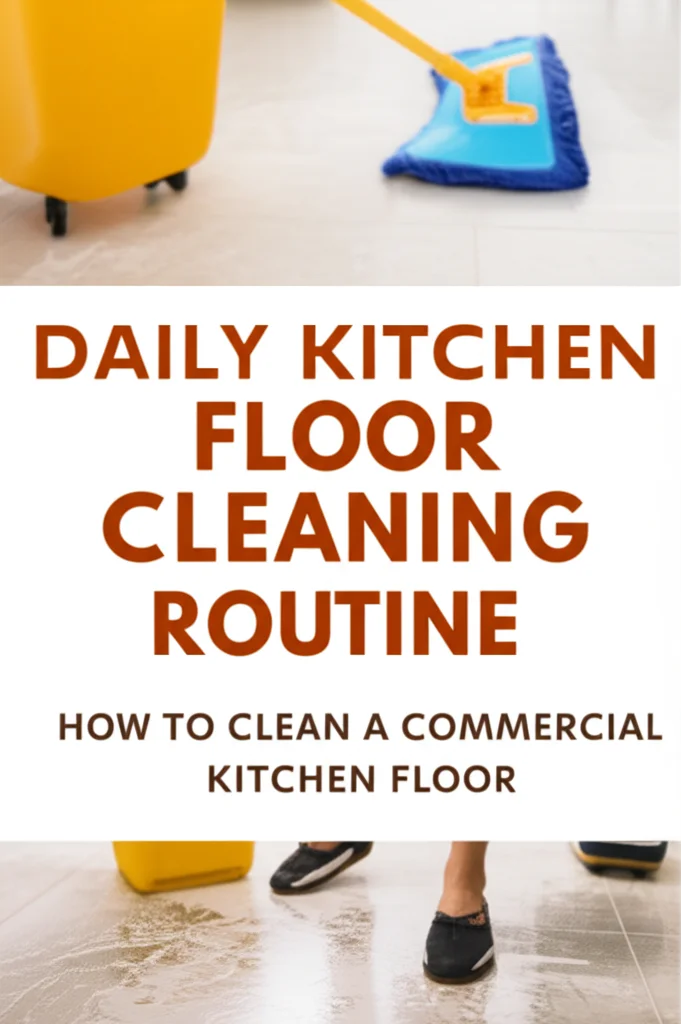 DAILY KITCHEN
FLOOR
CLEANING
ROUTINE
HOW TO CLEAN A COMMERCIAL
KITCHEN FLOOR